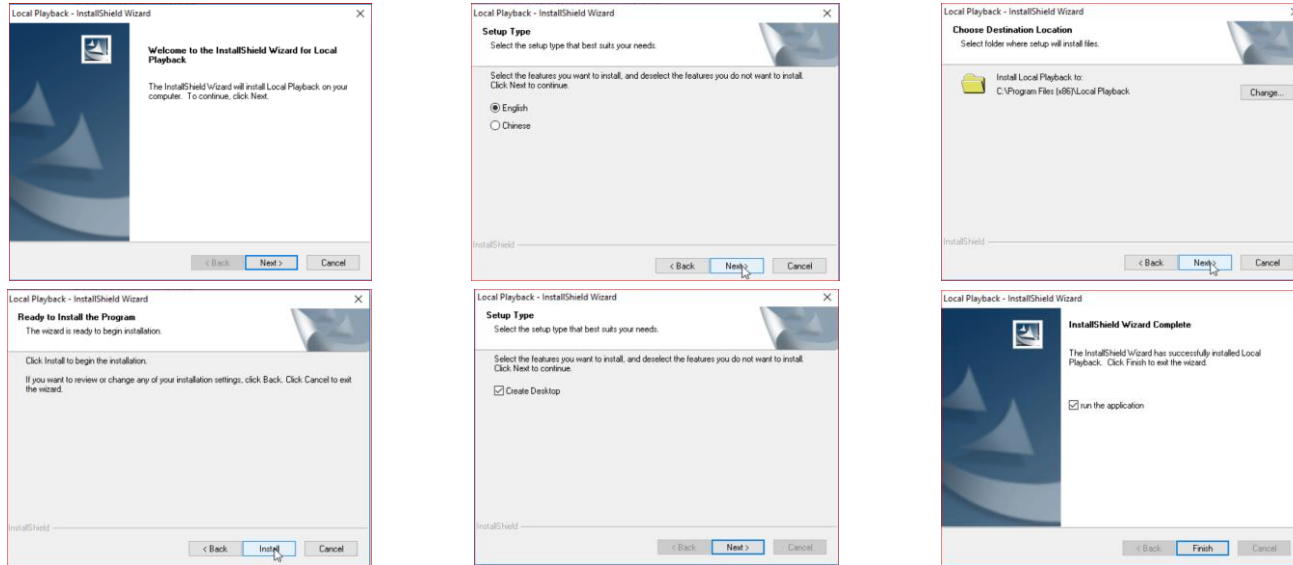 Local Playback - InstallShield Wizard
Welcome to the InstallShield Wizard for Local
Playback
The InstallShield Wizard will install Local Playback on your
computer. To continue, click Next.
< Back
Next >
Cancel
Local Playback - InstallShield Wizard
Setup Type
Select the setup type that best suits your needs.
Select the features you want to install, and deselect the features you do not want to install.
Click Next to continue.
English
Chinese
InstallShield
< Back
Next >
Cancel
Local Playback - InstallShield Wizard
Choose Destination Location
Select folder where setup will install files.
Install Local Playback to:
C:\Program Files (x86)\Local Playback
Change...
InstallShield
< Back
Next >
Cancel
Local Playback - InstallShield Wizard
Ready to Install the Program
The wizard is ready to begin installation.
Click Install to begin the installation.
If you want to review or change any of your installation settings, click Back. Click Cancel to exit
the wizard.
InstallShield
< Back
Install
Cancel
Local Playback - InstallShield Wizard
Setup Type
Select the setup type that best suits your needs.
Select the features you want to install, and deselect the features you do not want to install.
Click Next to continue.
Create Desktop
InstallShield
< Back
Next >
Cancel
Local Playback - InstallShield Wizard
InstallShield Wizard Complete
The InstallShield Wizard has successfully installed Local
Playback. Click Finish to exit the wizard.
run the application
< Back
Finish
Cancel